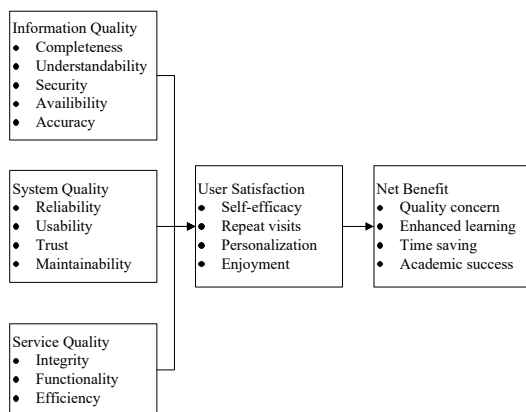 Information Quality
● Completeness
● Understandability
● Security
● Availibility
● Accuracy
System Quality
● Reliability
● Usability
● Trust
● Maintainability
Service Quality
● Integrity
● Functionality
● Efficiency
User Satisfaction
● Self-efficacy
● Repeat visits
● Personalization
● Enjoyment
Net Benefit
● Quality concern
● Enhanced learning
● Time saving
● Academic success